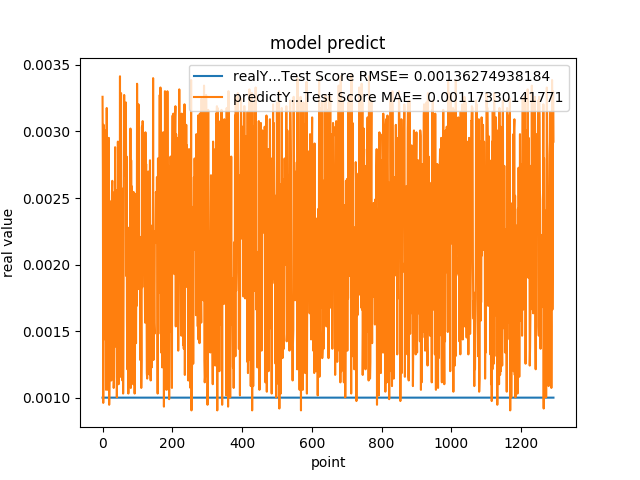 model predict
realY...Test Score RMSE= 0.00136274938184
predictY...Test Score MAE= 0.00117330141771
0.0035
0.0030
0.0025
0.0020
0.0015
0.0010
real value
0
200
400
600
800
1000
1200
point